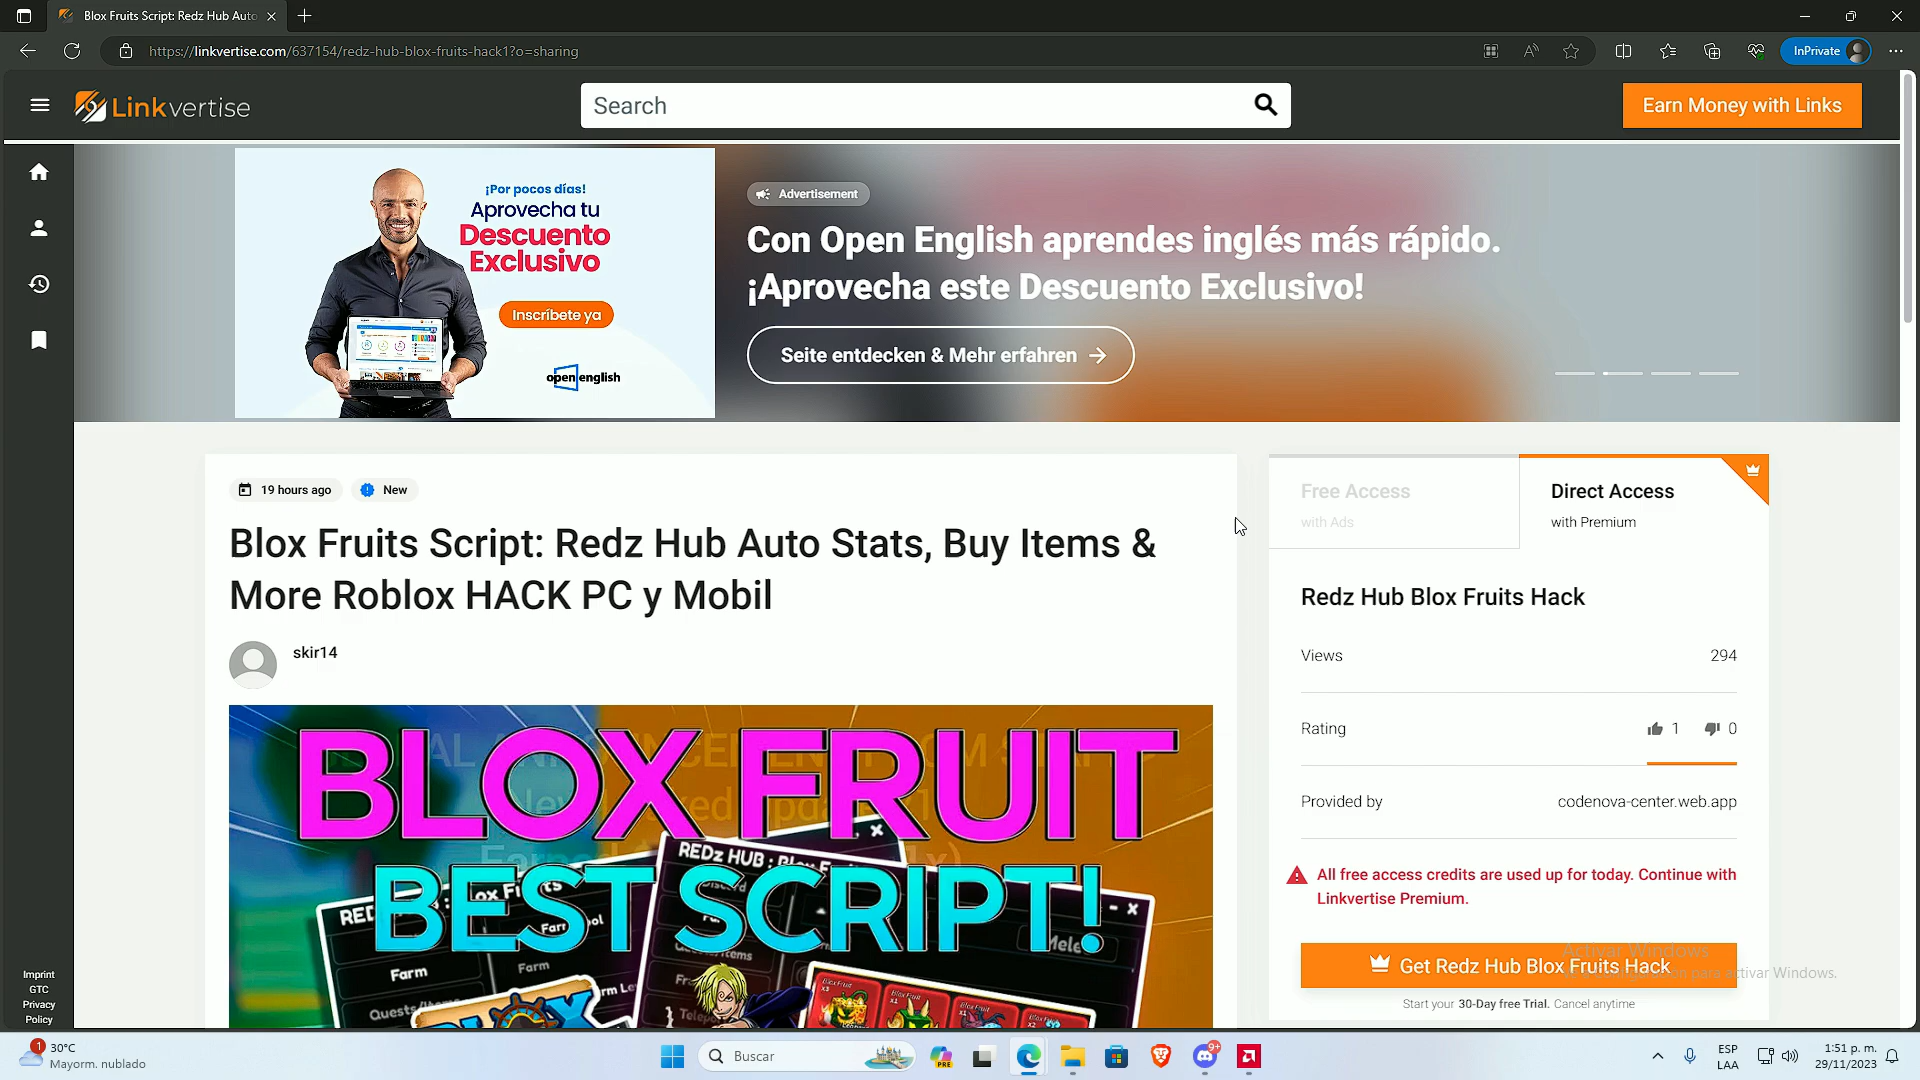 Blox Fruits Script: Redz Hub Auto
https://linkvertise.com/637154/redz-hub-blox-fruits-hack1?o=sharing
InPrivate
Linkvertise
Search
Earn Money with Links
¡Por pocos días!
Aprovecha tu
Descuento
Exclusivo
Inscríbete ya
open english
Advertisement
Con Open English aprendes inglés más rápido.
¡Aprovecha este Descuento Exclusivo!
Seite entdecken & Mehr erfahren
19 hours ago
New
Blox Fruits Script: Redz Hub Auto Stats, Buy Items &
More Roblox HACK PC y Mobil
skir14
BLOX FRUIT
BEST SCRIPT!
REDz HUB :
Farm
Farm
Free Access
with Ads
Direct Access
with Premium
Redz Hub Blox Fruits Hack
Views
294
Rating
1
0
Provided by
codenova-center.web.app
All free access credits are used up for today. Continue with
Linkvertise Premium.
Get Redz Hub Blox Fruits Hack
Activar Windows
para activar Windows.
Start your 30-Day free Trial. Cancel anytime
Imprint
GTC
Privacy
Policy
1
30°C
Mayorm. nublado
Buscar
PRE
9+
ESP
LAA
1:51 p. m.
29/11/2023